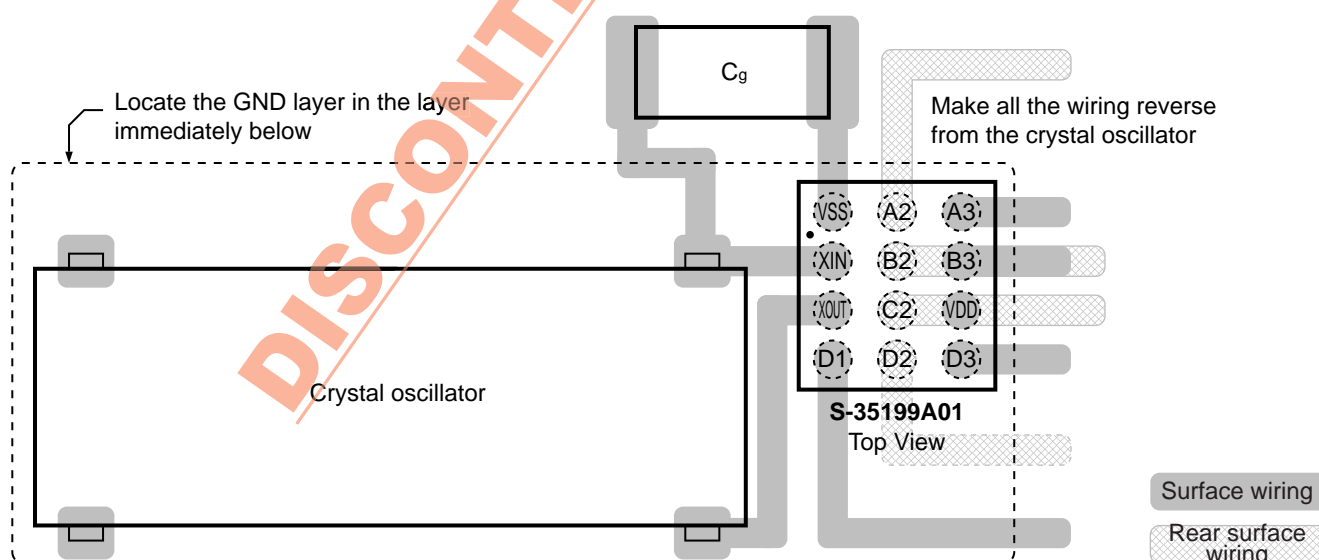 Cg
Locate the GND layer in the layer
immediately below
Make all the wiring reverse
from the crystal oscillator
VSS A2 A3
XIN B2 B3
XOUT C2 VDD
D1 D2 D3
Crystal oscillator
S-35199A01
Top View
Surface wiring
Rear surface
wiring
DISCONT